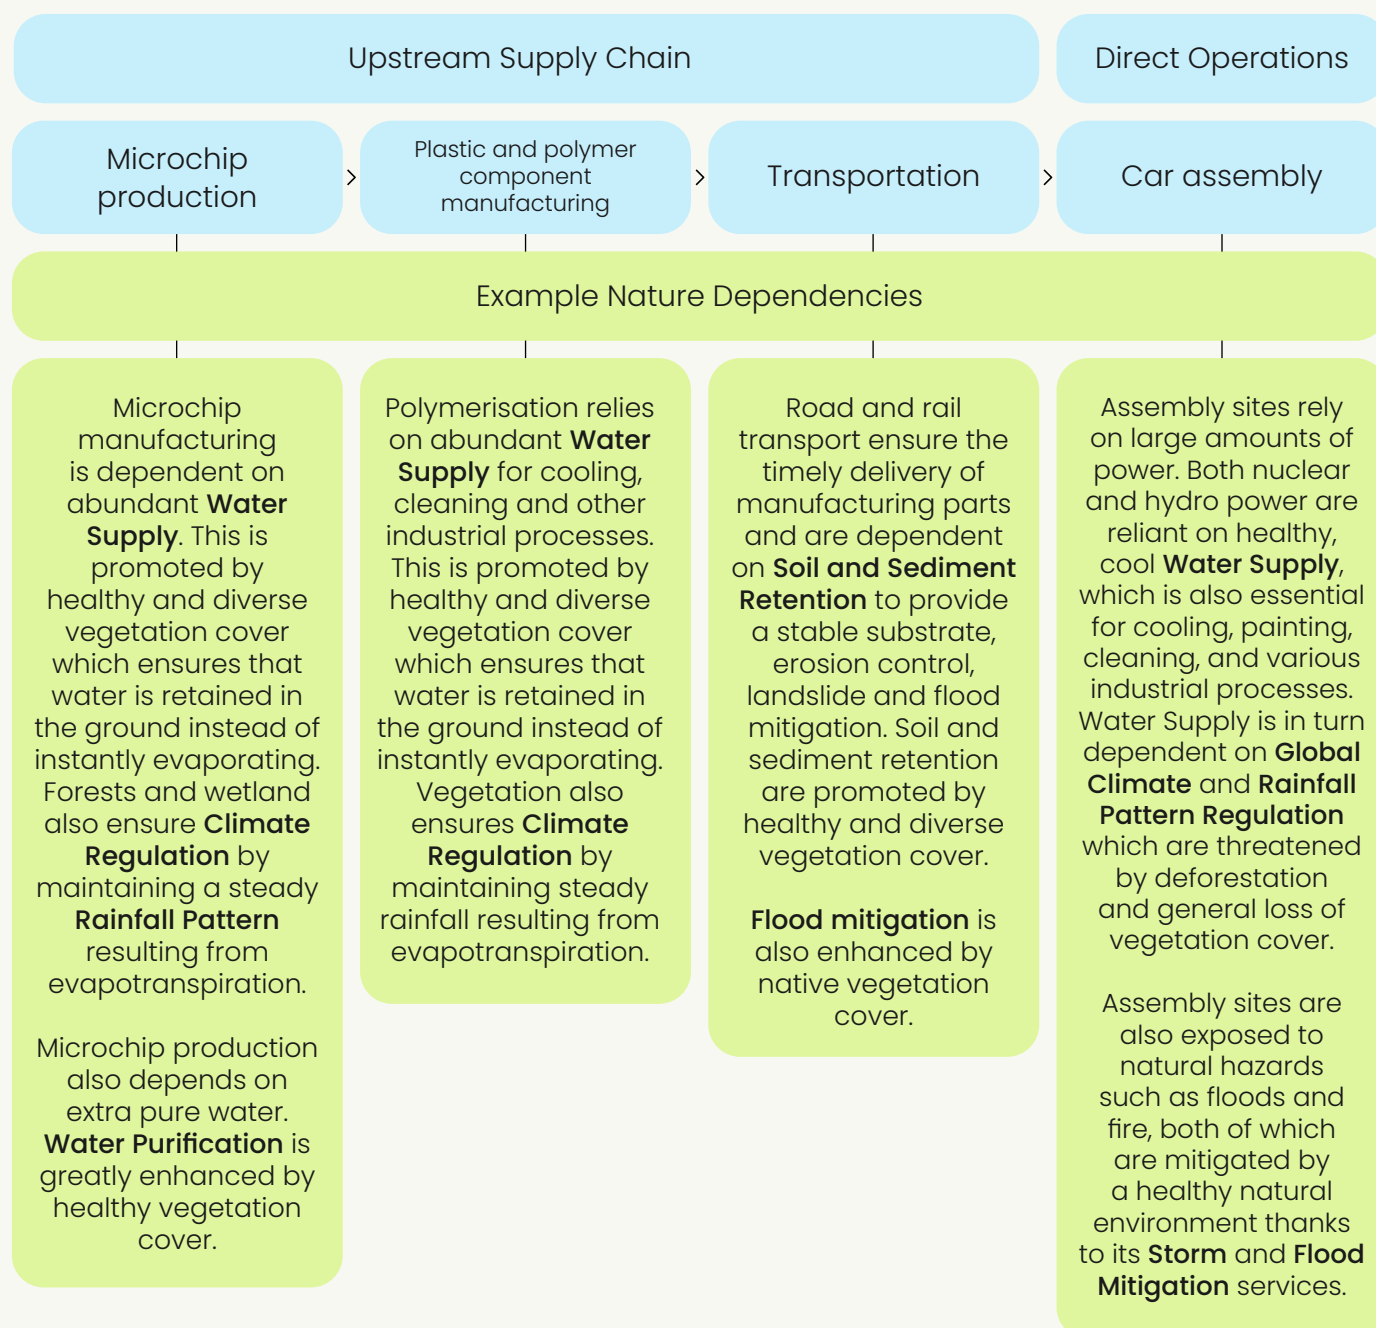 Upstream Supply Chain
Direct Operations
Microchip
production
>
Plastic and polymer
component
manufacturing
>
Transportation
>
Car assembly
Example Nature Dependencies
Microchip
manufacturing
is dependent on
abundant Water
Supply. This is
promoted by
healthy and diverse
vegetation cover
which ensures that
water is retained in
the ground instead of
instantly evaporating.
Forests and wetland
also ensure Climate
Regulation by
maintaining a steady
Rainfall Pattern
resulting from
evapotranspiration.
Microchip production
also depends on
extra pure water.
Water Purification is
greatly enhanced by
healthy vegetation
cover.
Polymerisation relies
on abundant Water
Supply for cooling,
cleaning and other
industrial processes.
This is promoted by
healthy and diverse
vegetation cover
which ensures that
water is retained in
the ground instead of
instantly evaporating.
Vegetation also
ensures Climate
Regulation by
maintaining steady
rainfall resulting from
evapotranspiration.
Road and rail
transport ensure the
timely delivery of
manufacturing parts
and are dependent
on Soil and Sediment
Retention to provide
a stable substrate,
erosion control,
landslide and flood
mitigation. Soil and
sediment retention
are promoted by
healthy and diverse
vegetation cover.
Flood mitigation is
also enhanced by
native vegetation
cover.
Assembly sites rely
on large amounts of
power. Both nuclear
and hydro power are
reliant on healthy,
cool Water Supply,
which is also essential
for cooling, painting,
cleaning, and various
industrial processes.
Water Supply is in turn
dependent on Global
Climate and Rainfall
Pattern Regulation
which are threatened
by deforestation
and general loss of
vegetation cover.
Assembly sites are
also exposed to
natural hazards
such as floods and
fire, both of which
are mitigated by
a healthy natural
environment thanks
to its Storm and Flood
Mitigation services.